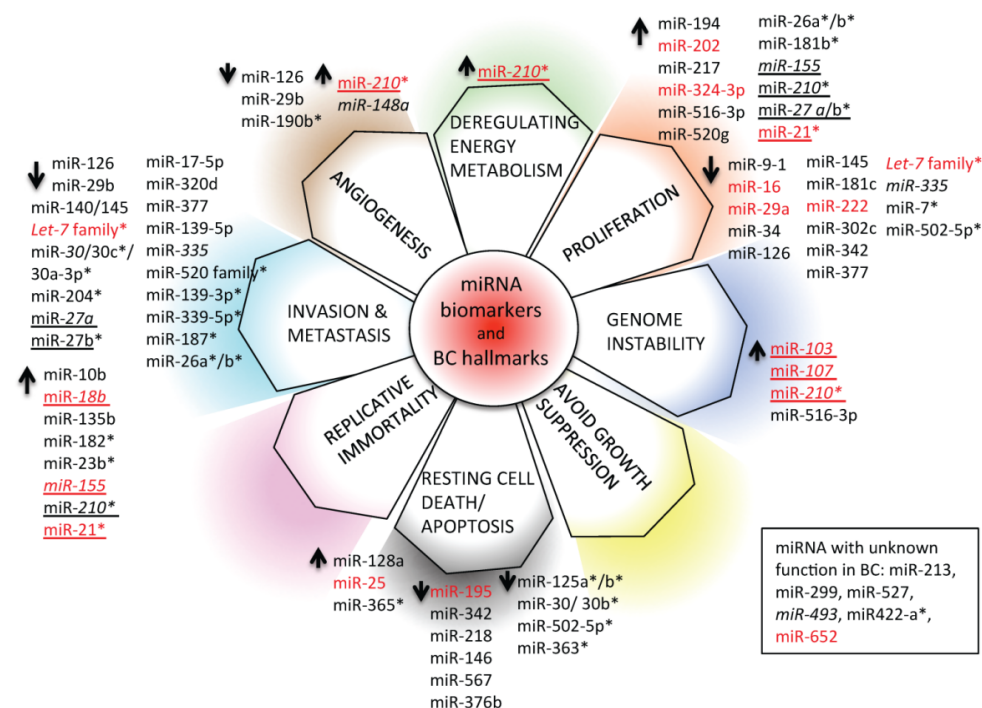 miR-126
miR-29b
miR-190b*
miR-210*
miR-148a
miR-210*
miR-194
miR-202
miR-217
miR-324-3p
miR-516-3p
miR-520g
miR-26a*/b*
miR-181b*
miR-155
miR-210*
miR-27 a/b*
miR-21*
DEREGULATING
ENERGY
METABOLISM
ANGIOGENESIS
PROLIFERATION
miR-9-1
miR-16
miR-29a
miR-34
miR-126
miR-145
miR-181c
miR-222
miR-302c
miR-342
miR-377
Let-7 family*
miR-335
miR-7*
miR-502-5p*
miR-126
miR-29b
miR-140/145
Let-7 family*
miR-30/30c*/
30a-3p*
miR-204*
miR-27a
miR-27b*
miR-17-5p
miR-320d
miR-377
miR-139-5p
miR-335
miR-520 family*
miR-139-3p*
miR-339-5p*
miR-187*
miR-26a*/b*
INVASION &
METASTASIS
miRNA
biomarkers
and
BC hallmarks
GENOME
INSTABILITY
miR-103
miR-107
miR-210*
miR-516-3p
miR-10b
miR-18b
miR-135b
miR-182*
miR-23b*
miR-155
miR-210*
miR-21*
REPLICATIVE
IMMORTALITY
RESTING CELL
DEATH/
APOPTOSIS
AVOID GROWTH
SUPPRESSION
miR-128a
miR-25
miR-365*
miR-195
miR-342
miR-218
miR-146
miR-567
miR-376b
miR-125a*/b*
miR-30/ 30b*
miR-502-5p*
miR-363*
miRNA with unknown
function in BC: miR-213,
miR-299, miR-527,
miR-493, miR422-a*,
miR-652